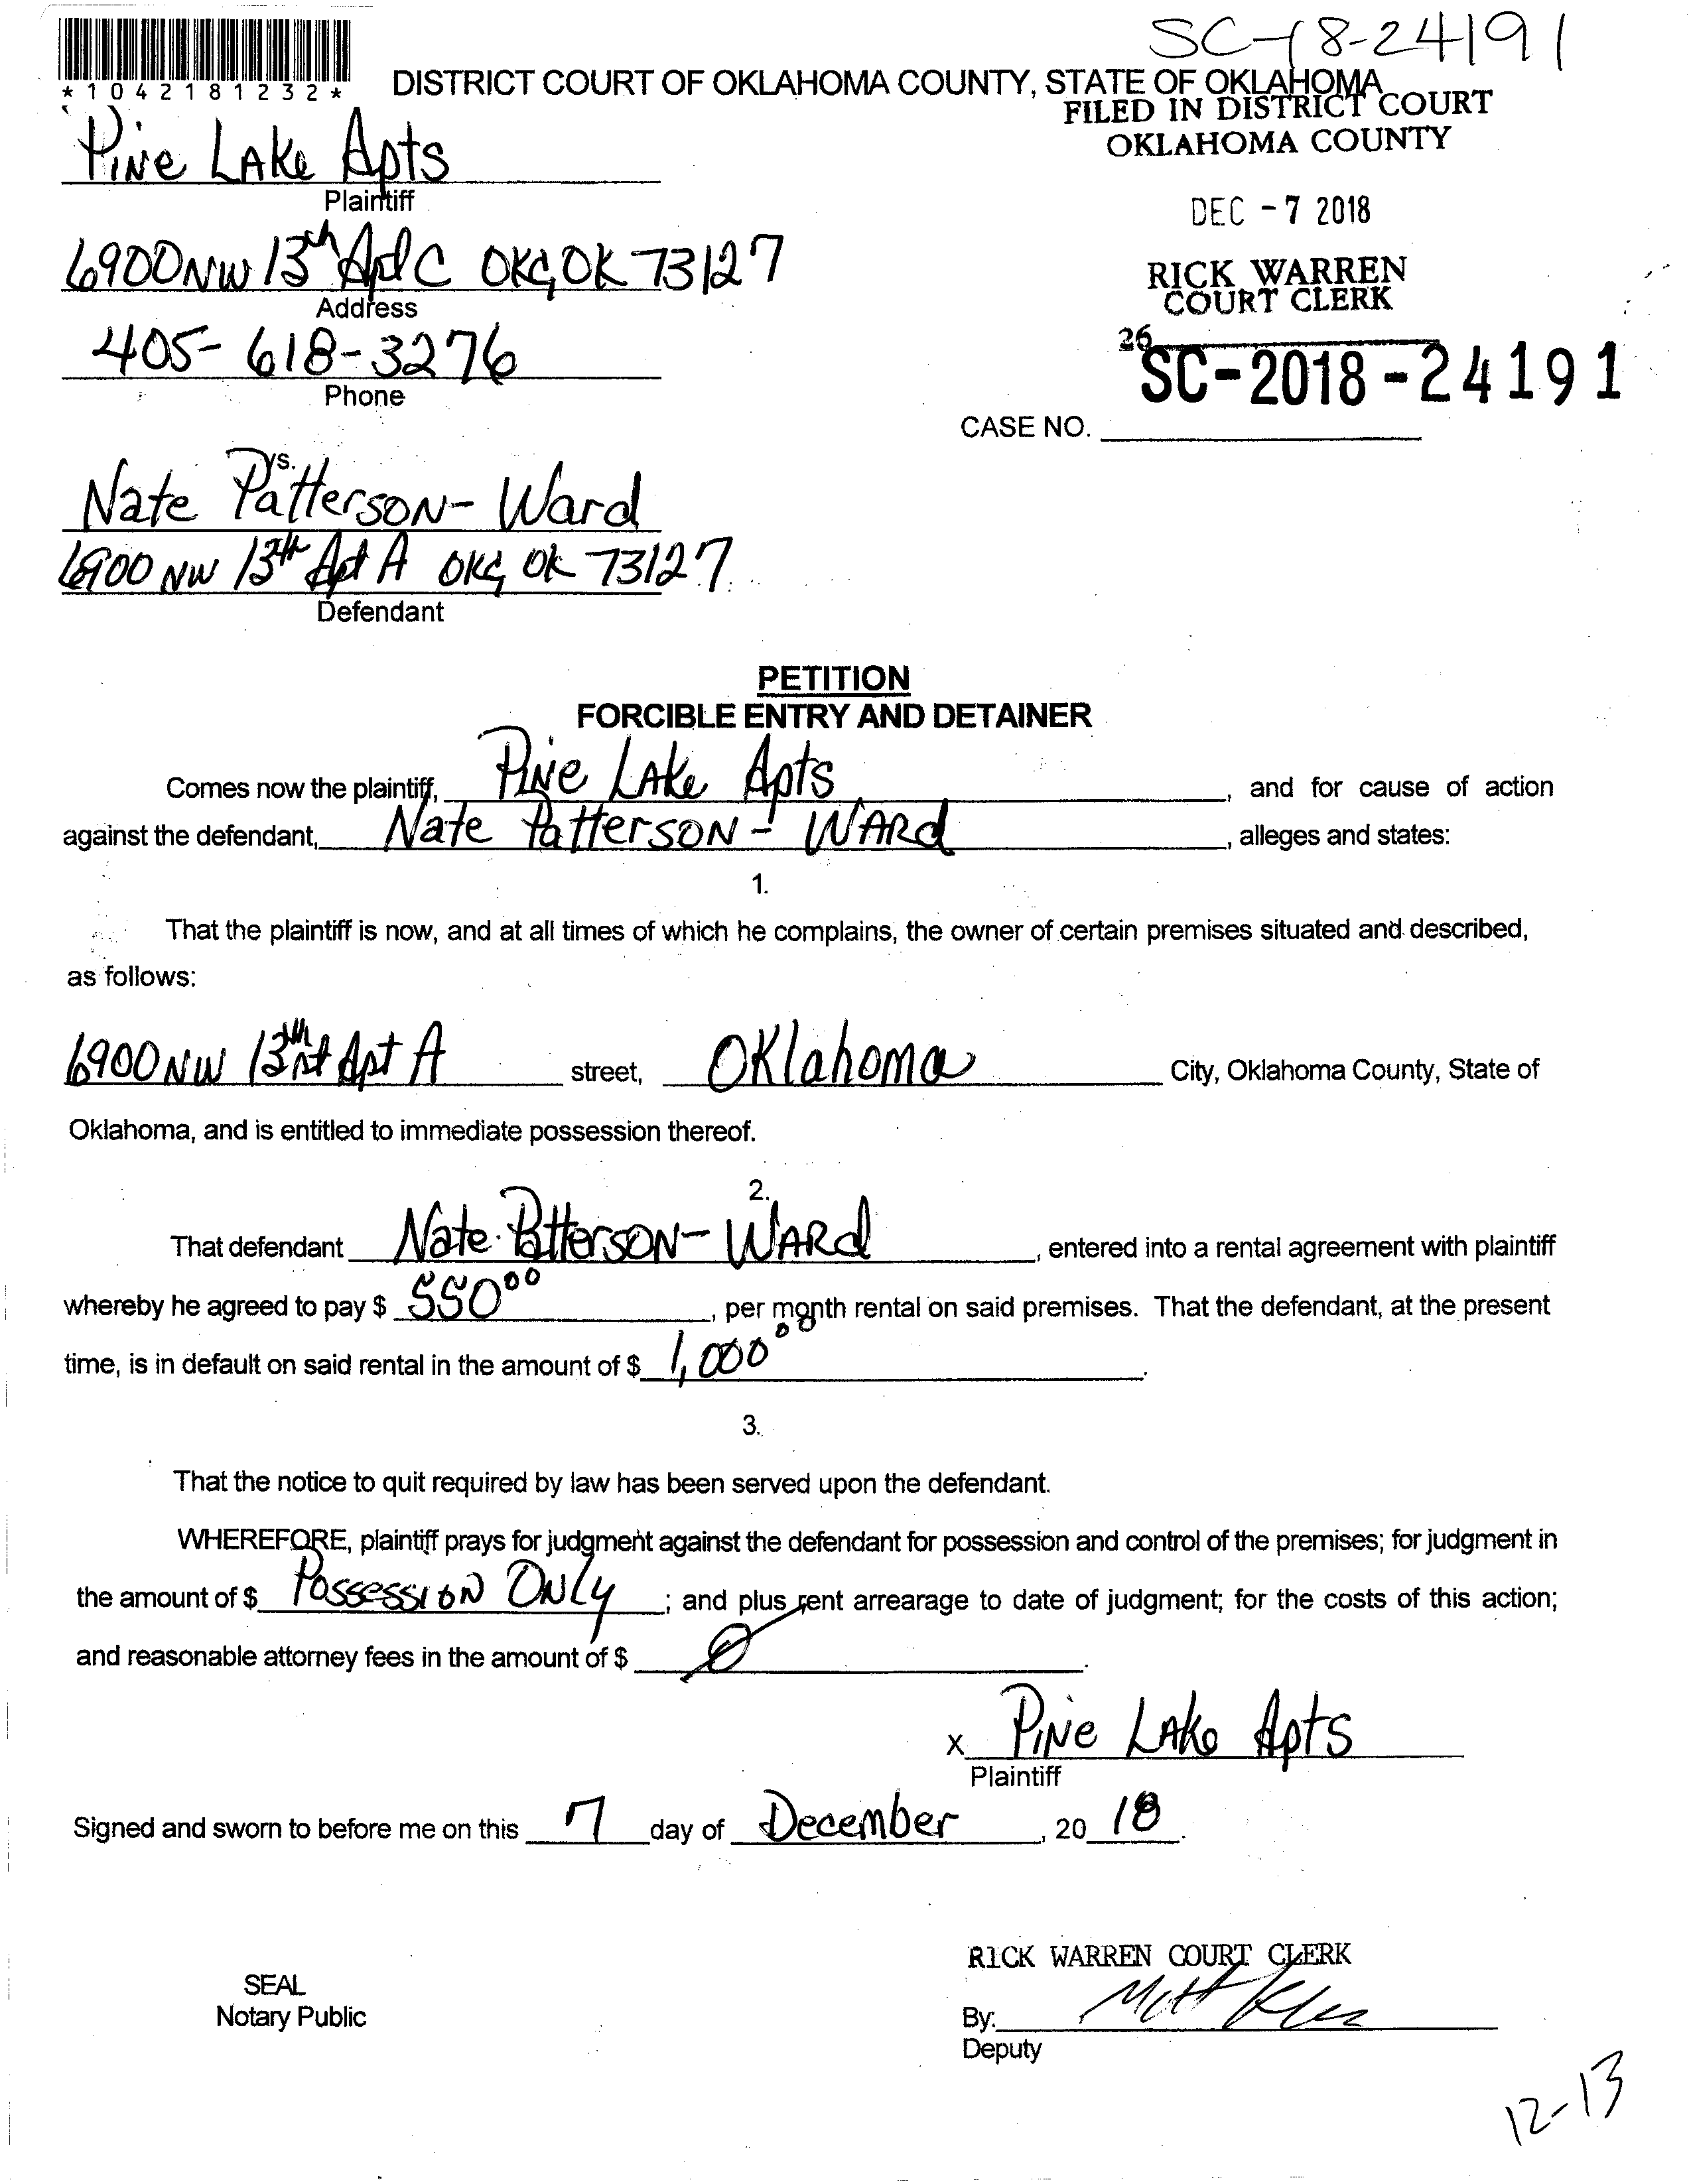 SC-18-24191
*1042181232*
DISTRICT COURT OF OKLAHOMA COUNTY, STATE OF OKLAHOMA
FILED IN DISTRICT COURT
OKLAHOMA COUNTY
Pine Lake Apts
Plaintiff
DEC - 7 2018
6900 NW 13th Apt C OKC, OK 73127
Address
RICK WARREN
COURT CLERK
405-618-3276
Phone
26
SC-2018-24191
CASE NO.
vs.
Nate Patterson-Ward
6900 NW 13th Apt A OKC, OK 73127
Defendant
PETITION
FORCIBLE ENTRY AND DETAINER
Comes now the plaintiff, Pine Lake Apts, and for cause of action
against the defendant, Nate Patterson-Ward, alleges and states:
1.
That the plaintiff is now, and at all times of which he complains, the owner of certain premises situated and described,
as follows:
6900 NW 13th st Apt A street, Oklahoma City, Oklahoma County, State of
Oklahoma, and is entitled to immediate possession thereof.
2.
That defendant Nate Patterson-Ward, entered into a rental agreement with plaintiff
whereby he agreed to pay $ 550 00, per month rental on said premises. That the defendant, at the present
time, is in default on said rental in the amount of $ 1,000 00.
3.
That the notice to quit required by law has been served upon the defendant.
WHEREFORE, plaintiff prays for judgment against the defendant for possession and control of the premises; for judgment in
the amount of $ Possession Only; and plus rent arrearage to date of judgment; for the costs of this action;
and reasonable attorney fees in the amount of $ 0.
x Pine Lake Apts
Plaintiff
Signed and sworn to before me on this 7 day of December, 20 18.
RICK WARREN COURT CLERK
SEAL
Notary Public
By:
Deputy
12-13